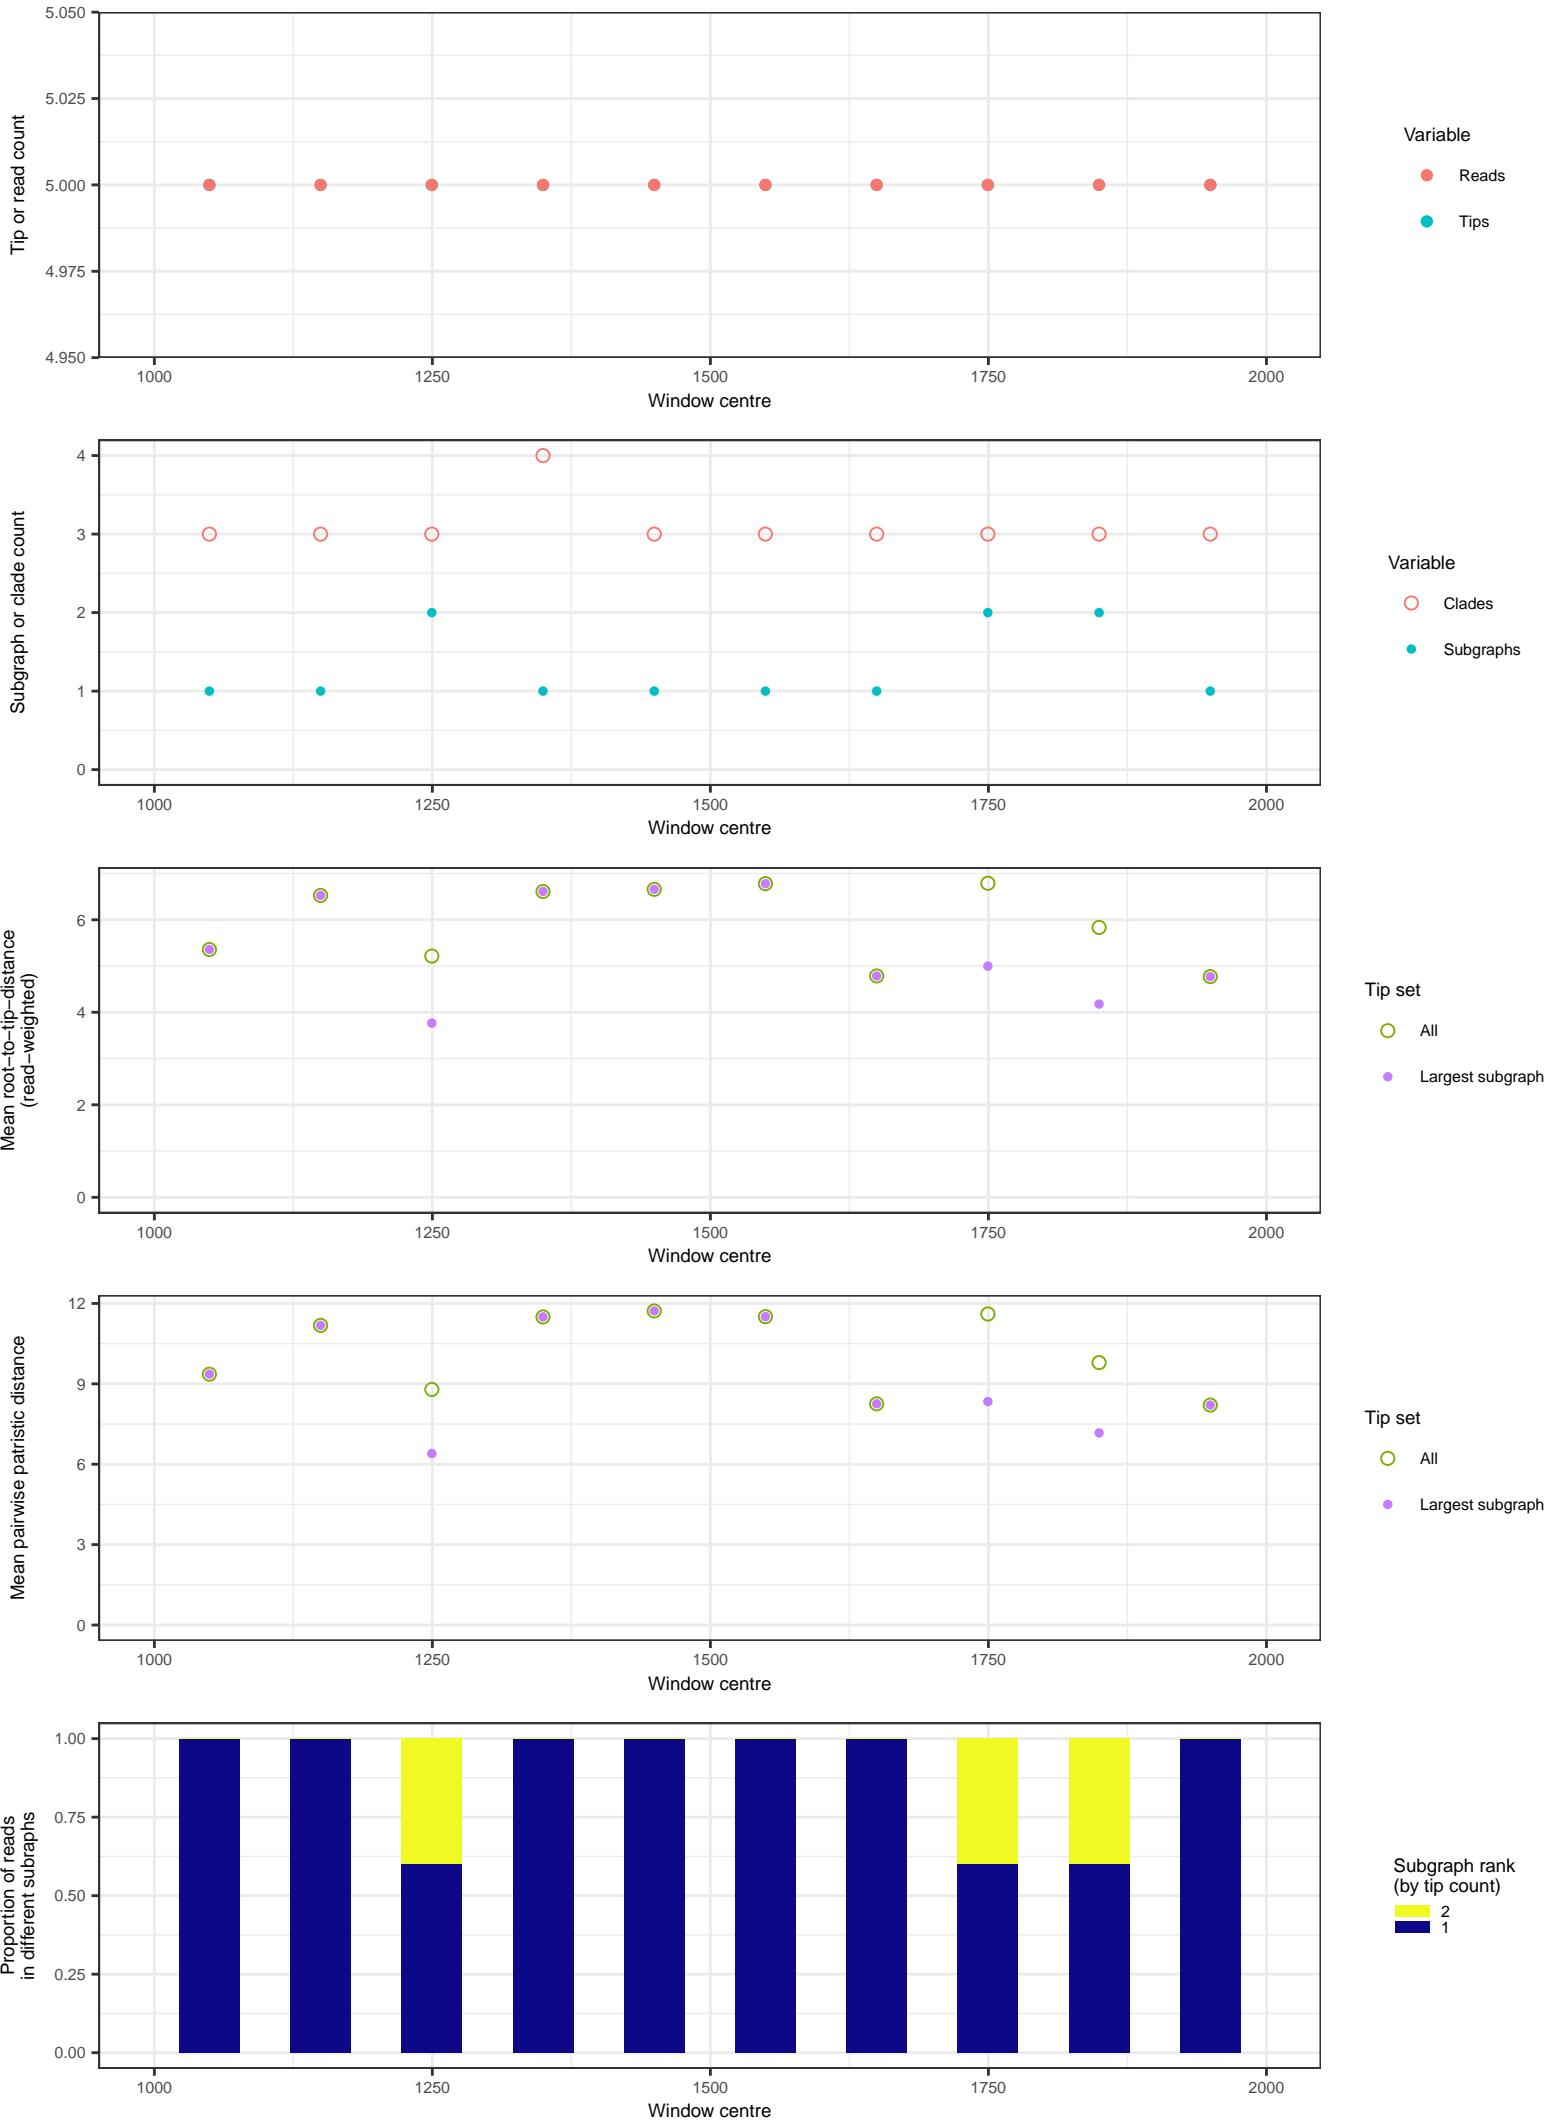 5.050
5.025
5.000
4.975
4.950
Tip or read count
1000 1250 1500 1750 2000
Window centre
Variable
Reads
Tips
4
3
2
1
0
Subgraph or clade count
1000 1250 1500 1750 2000
Window centre
Variable
Clades
Subgraphs
6
4
2
0
Mean root−to−tip−distance
(read−weighted)
1000 1250 1500 1750 2000
Window centre
Tip set
All
Largest subgraph
12
9
6
3
0
Mean pairwise patristic distance
1000 1250 1500 1750 2000
Window centre
Tip set
All
Largest subgraph
1.00
0.75
0.50
0.25
0.00
Proportion of reads
in different subraphs
1000 1250 1500 1750 2000
Window centre
Subgraph rank
(by tip count)
2
1